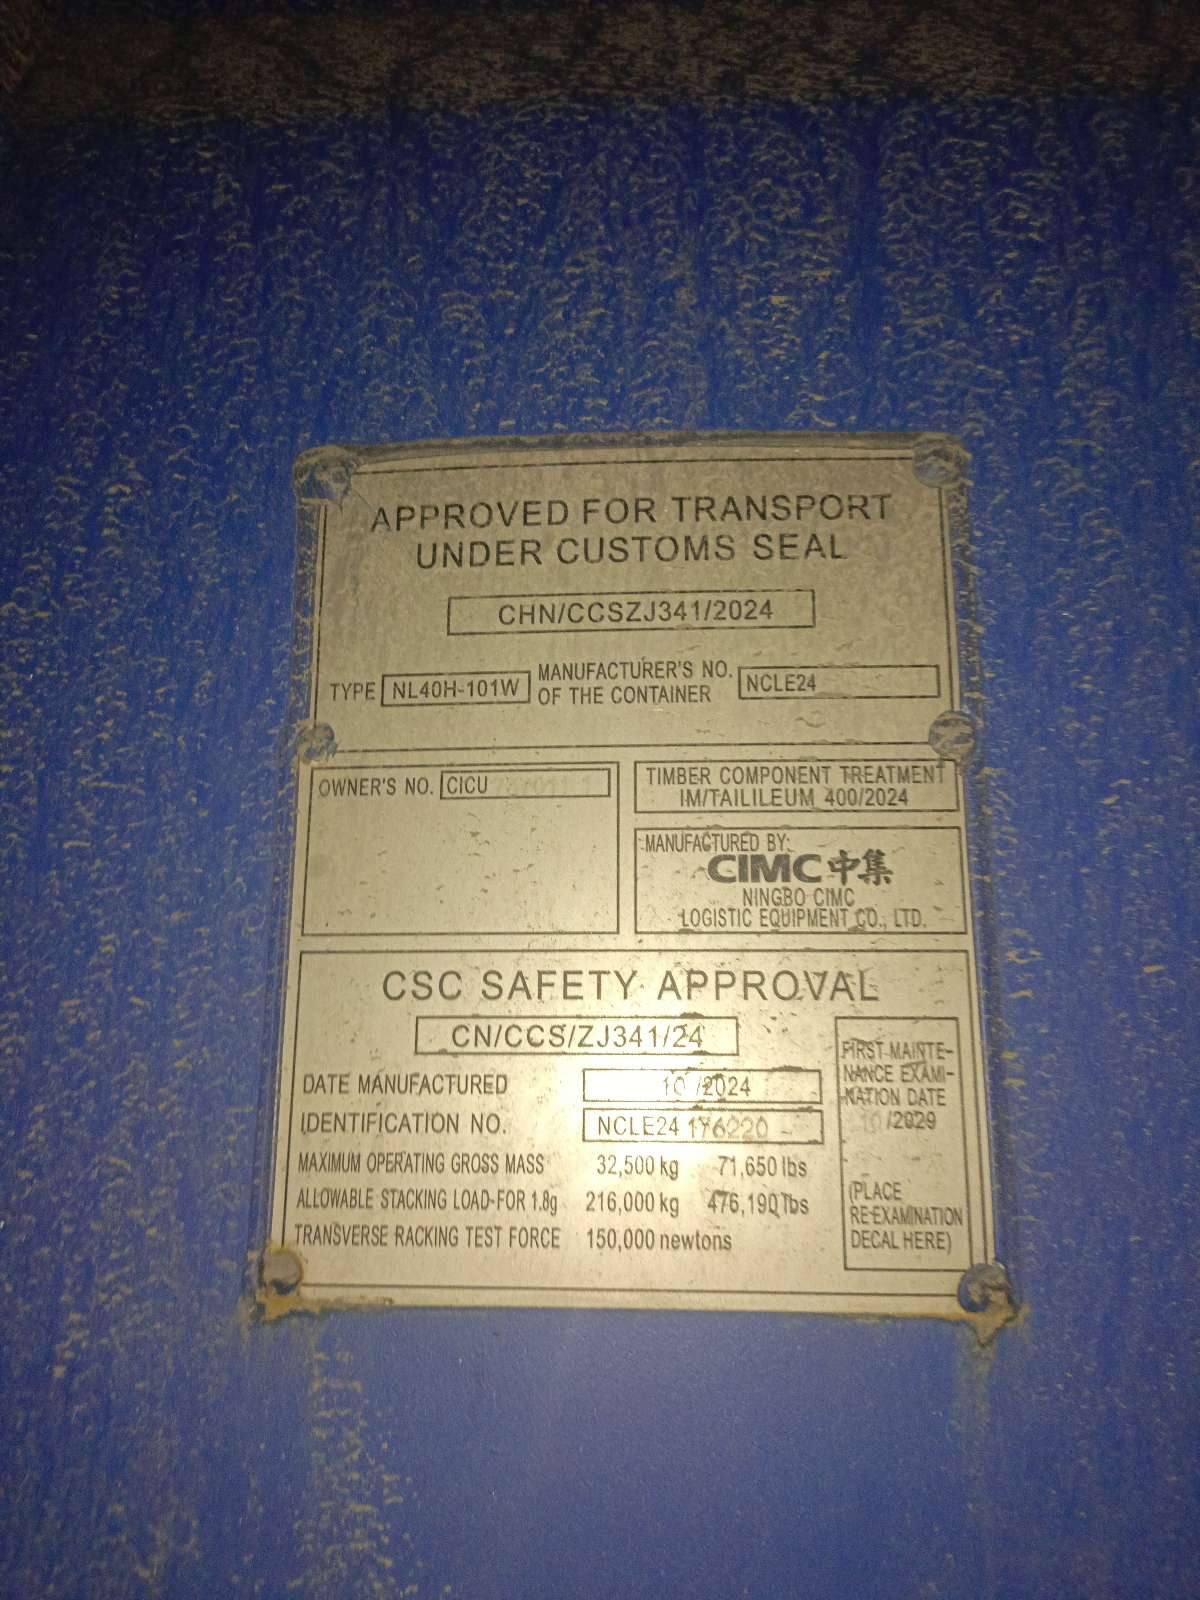 APPROVED FOR TRANSPORT
UNDER CUSTOMS SEAL
CHN/CCSZJ341/2024
TYPE NL40H-101W MANUFACTURER'S NO. OF THE CONTAINER NCLE24
OWNER'S NO. CICU
TIMBER COMPONENT TREATMENT
IM/TAILILEUM 400/2024
MANUFACTURED BY:
CIMC 中集
NINGBO CIMC
LOGISTIC EQUIPMENT CO., LTD.
CSC SAFETY APPROVAL
CN/CCS/ZJ341/24
DATE MANUFACTURED 10 /2024
IDENTIFICATION NO. NCLE24 176220
MAXIMUM OPERATING GROSS MASS 32,500 kg 71,650 lbs
ALLOWABLE STACKING LOAD FOR 1.8g 216,000 kg 476,190 lbs
TRANSVERSE RACKING TEST FORCE 150,000 newtons
FIRST MAINTE-
NANCE EXAMI-
NATION DATE
10 /2029
(PLACE
RE-EXAMINATION
DECAL HERE)